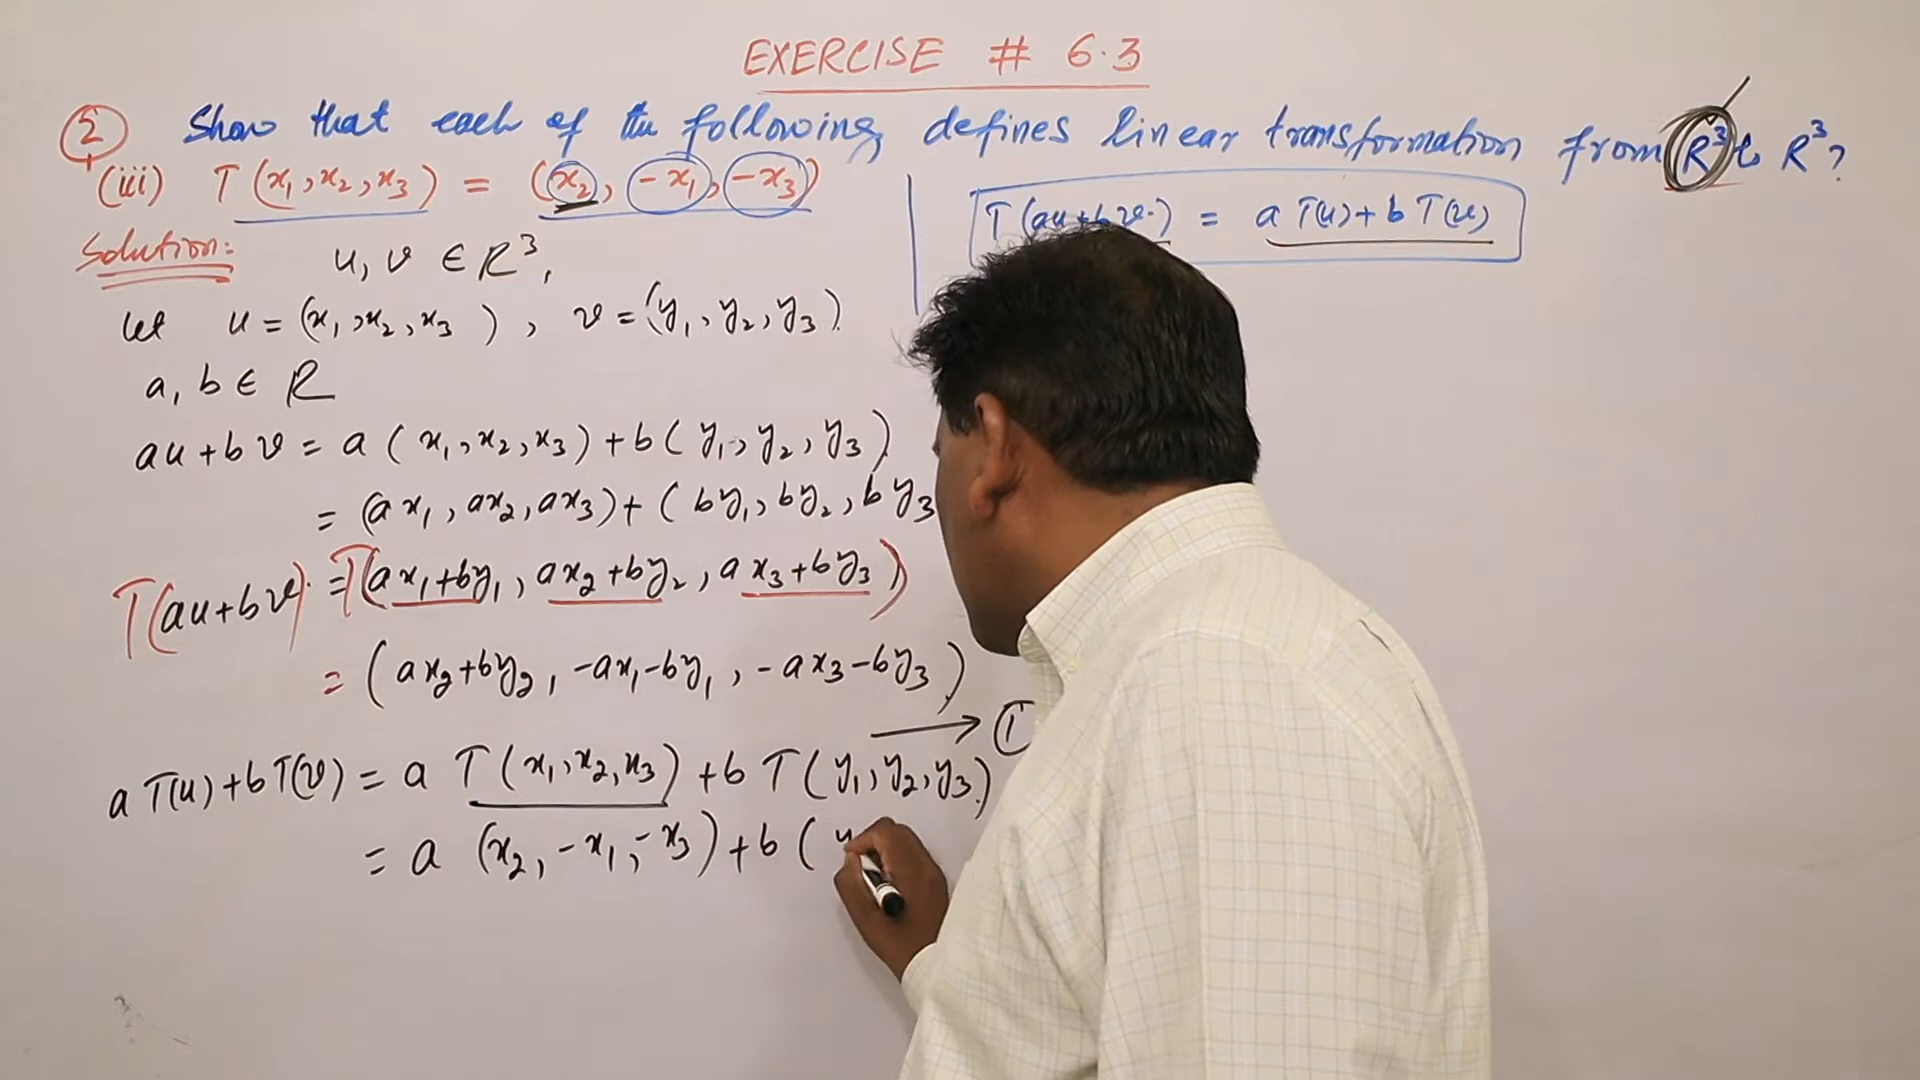 EXERCISE # 6.3
2 Show that each of the following, defines linear transformation from R³ to R³?
(iii) T(x₁,x₂,x₃) = (x₂, -x₁, -x₃)
T(au+bv) = a T(u)+b T(v)
Solution:
u, v ∈ R³,
let u = (x₁,x₂,x₃), v = (y₁,y₂,y₃).
a, b ∈ R
au+bv = a(x₁,x₂,x₃)+b(y₁,y₂,y₃)
= (ax₁,ax₂,ax₃)+(by₁,by₂,by₃
T(au+bv) = T(ax₁+by₁, ax₂+by₂, ax₃+by₃)
= (ax₂+by₂, -ax₁-by₁, -ax₃-by₃)
→ 1
a T(u)+b T(v) = a T(x₁,x₂,x₃)+b T(y₁,y₂,y₃)
= a (x₂, -x₁, -x₃)+b(y